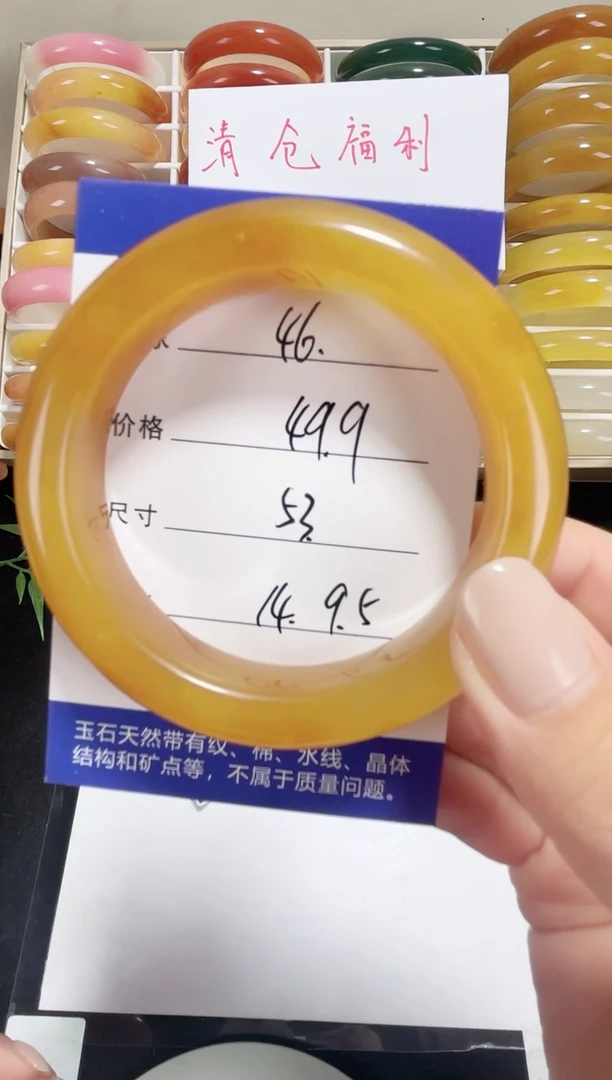 清仓福利
46.
价格 49.9
尺寸 53.
14. 9.5
玉石天然带有纹、棉、水线、晶体
结构和矿点等，不属于质量问题。